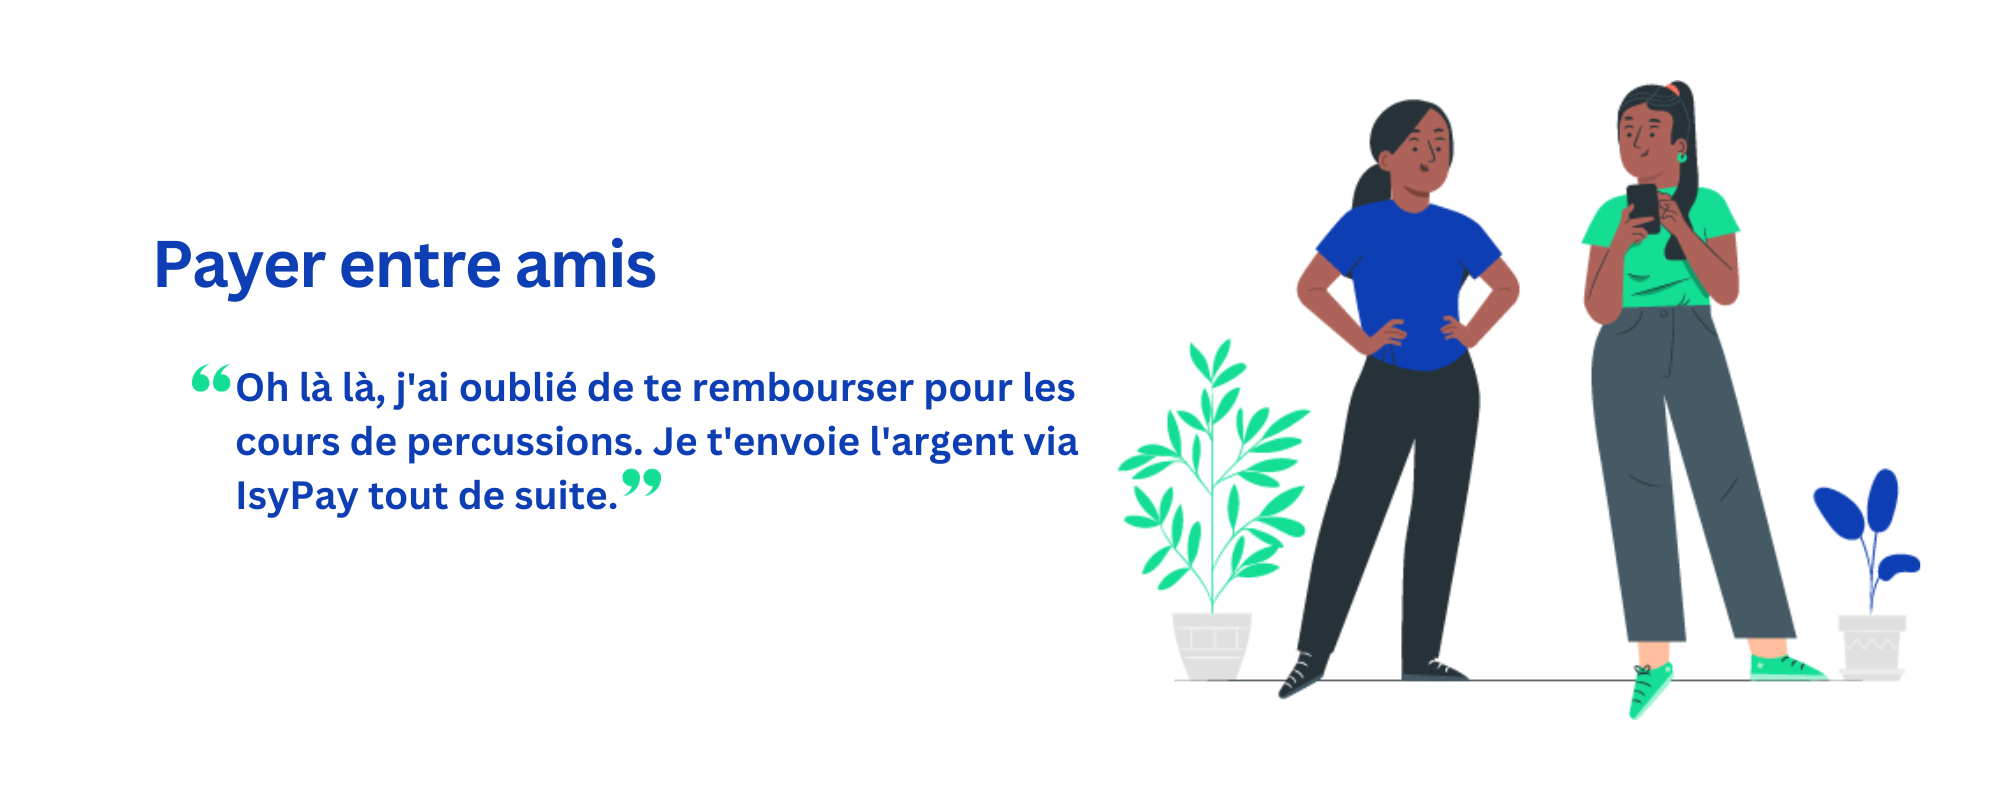 Payer entre amis
“Oh là là, j'ai oublié de te rembourser pour les
cours de percussions. Je t'envoie l'argent via
IsyPay tout de suite.”